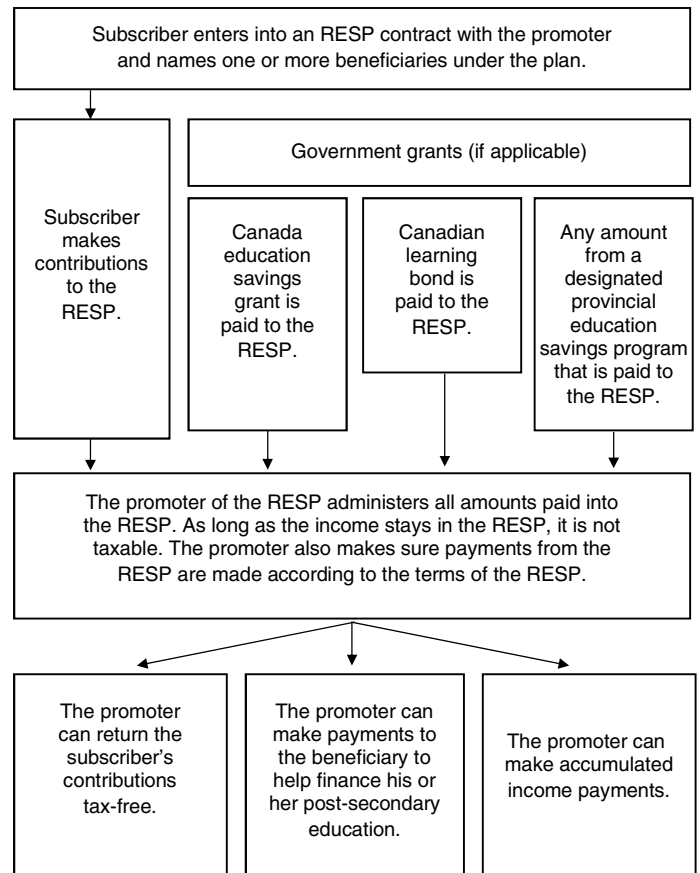 Subscriber enters into an RESP contract with the promoter
and names one or more beneficiaries under the plan.
Subscriber
makes
contributions
to the
RESP.
Government grants (if applicable)
Canada
education
savings
grant is
paid to the
RESP.
Canadian
learning
bond is
paid to the
RESP.
Any amount
from a
designated
provincial
education
savings program
that is paid to
the RESP.
The promoter of the RESP administers all amounts paid into
the RESP. As long as the income stays in the RESP, it is not
taxable. The promoter also makes sure payments from the
RESP are made according to the terms of the RESP.
The promoter
can return the
subscriber’s
contributions
tax-free.
The promoter can
make payments to
the beneficiary to
help finance his or
her post-secondary
education.
The promoter can
make accumulated
income payments.